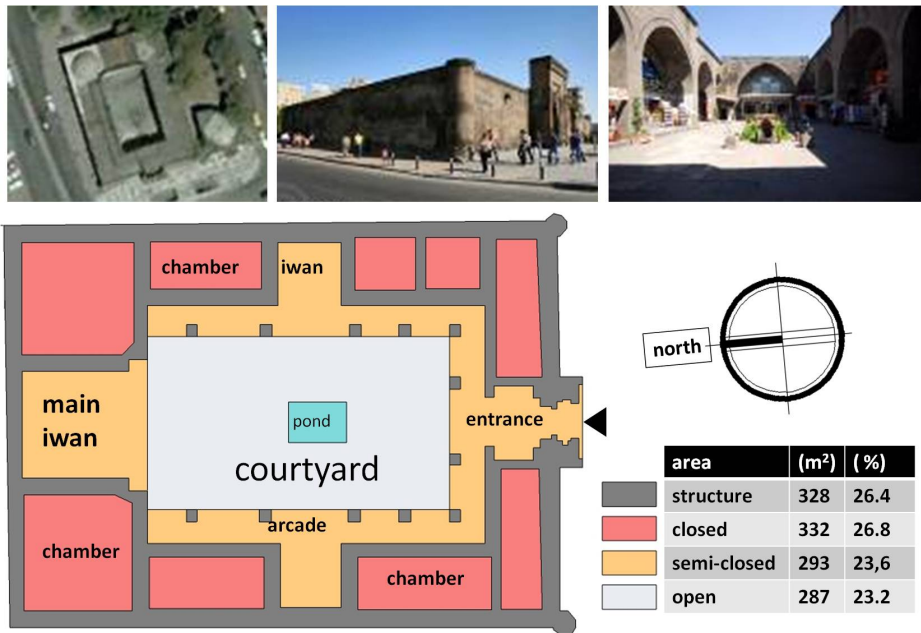 chamber
iwan
main
iwan
pond
courtyard
entrance
arcade
chamber
chamber
north
area (m²) (%)
structure 328 26.4
closed 332 26.8
semi-closed 293 23,6
open 287 23.2